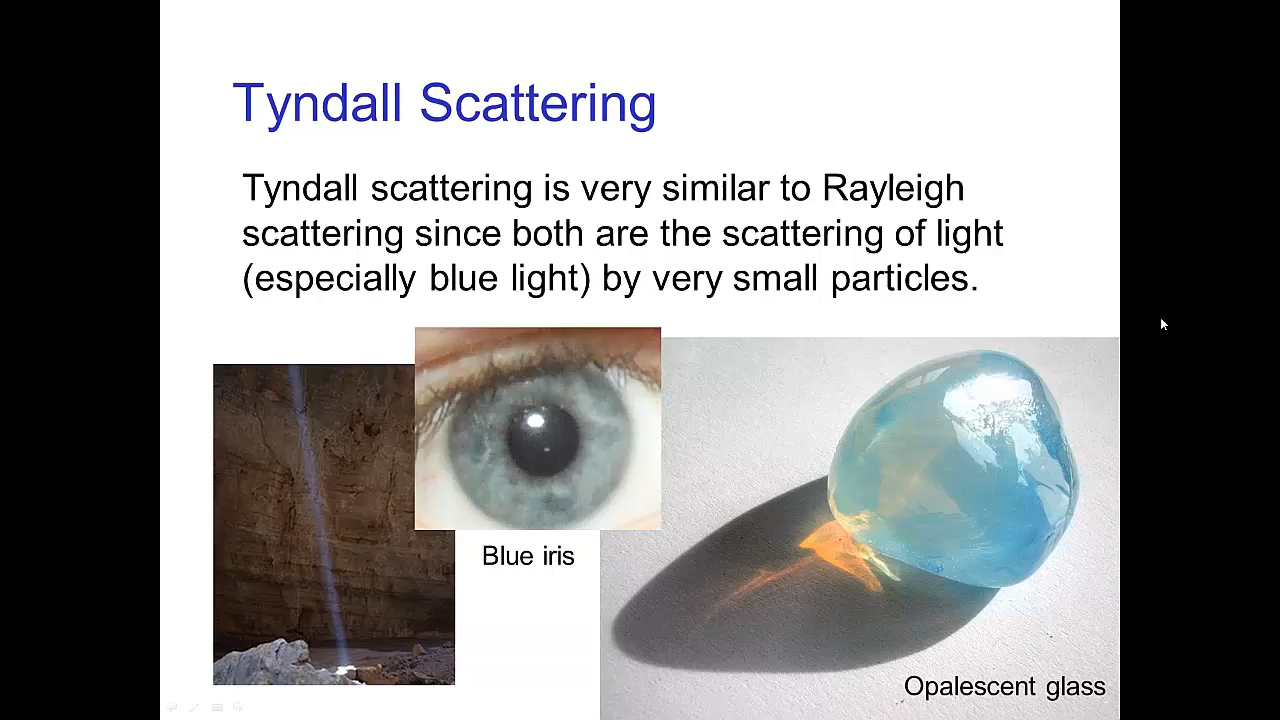 Tyndall Scattering
Tyndall scattering is very similar to Rayleigh
scattering since both are the scattering of light
(especially blue light) by very small particles.
Blue iris
Opalescent glass